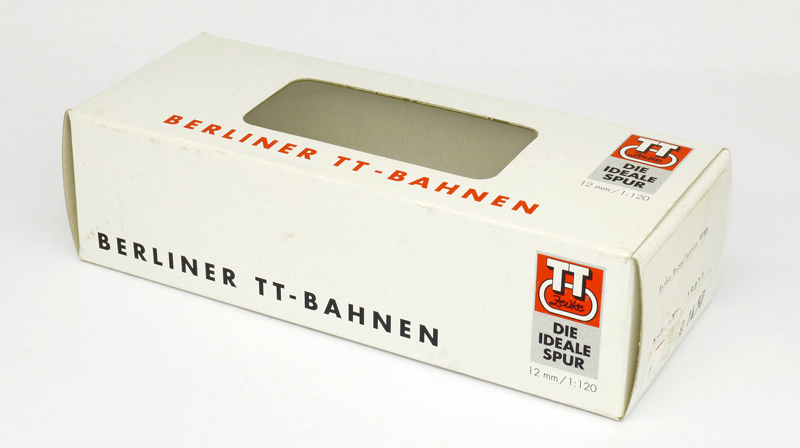 BERLINER TT-BAHNEN
TT
Zeuke
DIE
IDEALE
SPUR
12 mm/1:120
BERLINER TT-BAHNEN
TT
Zeuke
DIE
IDEALE
SPUR
12 mm/1:120